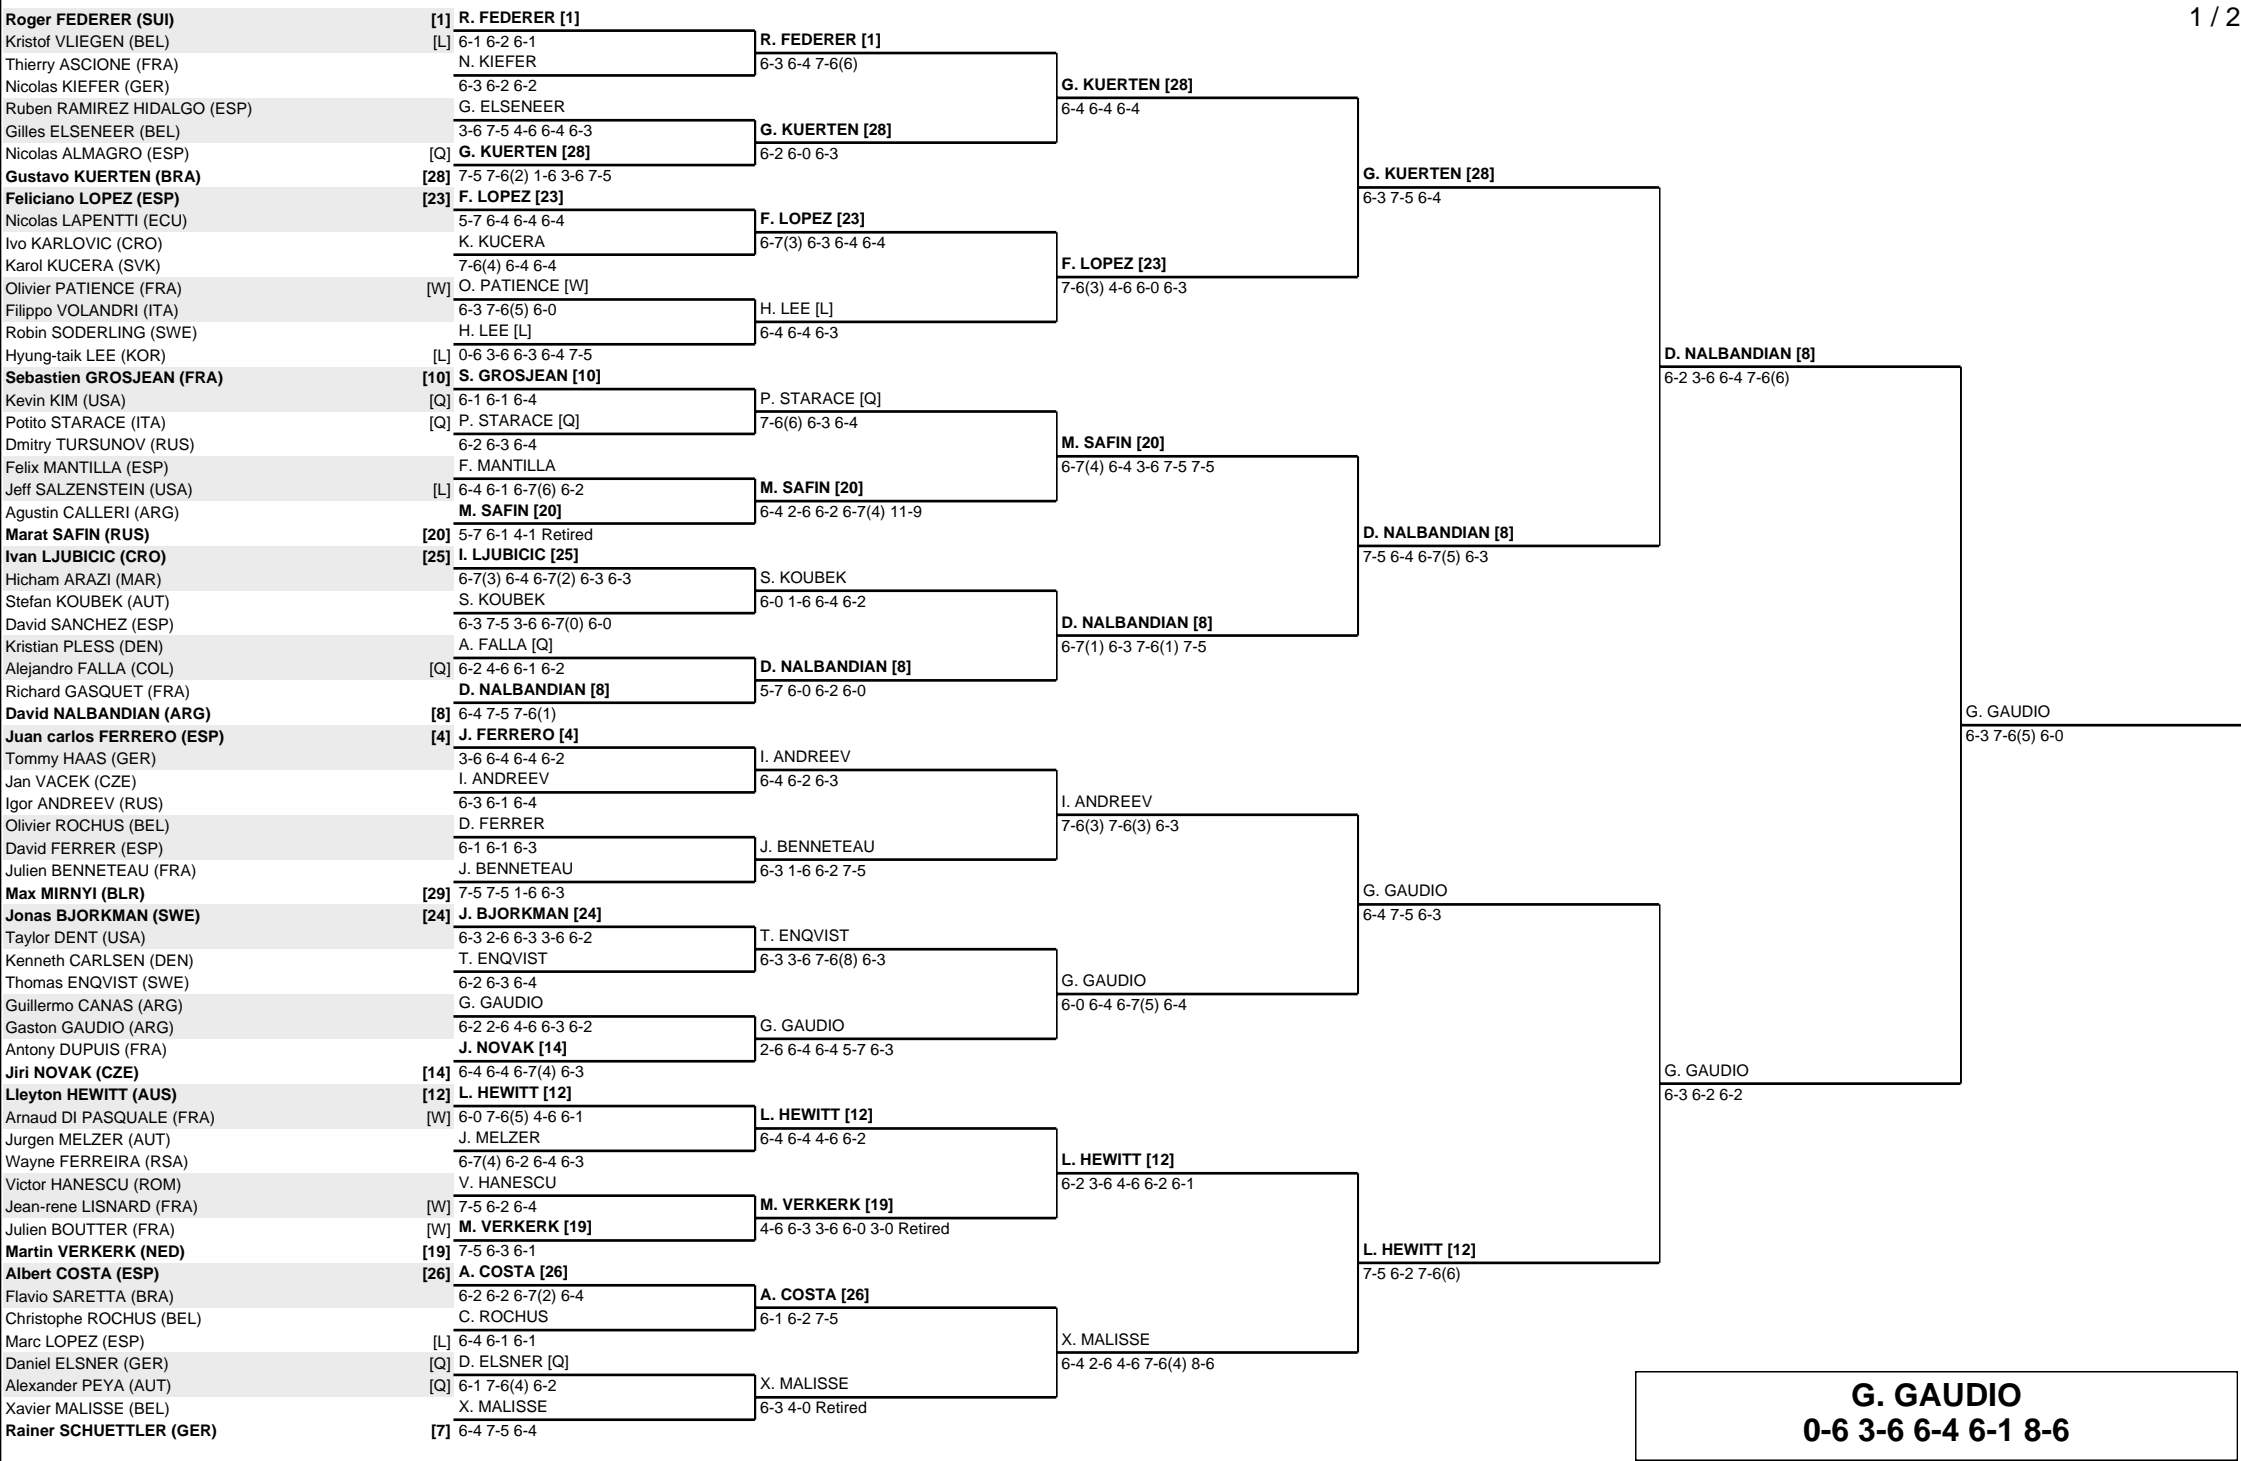 1 / 2
Roger FEDERER (SUI) [1]
Kristof VLIEGEN (BEL) [L]
Thierry ASCIONE (FRA)
Nicolas KIEFER (GER)
Ruben RAMIREZ HIDALGO (ESP)
Gilles ELSENEER (BEL)
Nicolas ALMAGRO (ESP) [Q]
Gustavo KUERTEN (BRA) [28]
Feliciano LOPEZ (ESP) [23]
Nicolas LAPENTTI (ECU)
Ivo KARLOVIC (CRO)
Karol KUCERA (SVK)
Olivier PATIENCE (FRA) [W]
Filippo VOLANDRI (ITA)
Robin SODERLING (SWE)
Hyung-taik LEE (KOR) [L]
Sebastien GROSJEAN (FRA) [10]
Kevin KIM (USA) [Q]
Potito STARACE (ITA) [Q]
Dmitry TURSUNOV (RUS)
Felix MANTILLA (ESP)
Jeff SALZENSTEIN (USA) [L]
Agustin CALLERI (ARG)
Marat SAFIN (RUS) [20]
Ivan LJUBICIC (CRO) [25]
Hicham ARAZI (MAR)
Stefan KOUBEK (AUT)
David SANCHEZ (ESP)
Kristian PLESS (DEN)
Alejandro FALLA (COL) [Q]
Richard GASQUET (FRA)
David NALBANDIAN (ARG) [8]
Juan carlos FERRERO (ESP) [4]
Tommy HAAS (GER)
Jan VACEK (CZE)
Igor ANDREEV (RUS)
Olivier ROCHUS (BEL)
David FERRER (ESP)
Julien BENNETEAU (FRA)
Max MIRNYI (BLR) [29]
Jonas BJORKMAN (SWE) [24]
Taylor DENT (USA)
Kenneth CARLSEN (DEN)
Thomas ENQVIST (SWE)
Guillermo CANAS (ARG)
Gaston GAUDIO (ARG)
Antony DUPUIS (FRA)
Jiri NOVAK (CZE) [14]
Lleyton HEWITT (AUS) [12]
Arnaud DI PASQUALE (FRA) [W]
Jurgen MELZER (AUT)
Wayne FERREIRA (RSA)
Victor HANESCU (ROM)
Jean-rene LISNARD (FRA) [W]
Julien BOUTTER (FRA) [W]
Martin VERKERK (NED) [19]
Albert COSTA (ESP) [26]
Flavio SARETTA (BRA)
Christophe ROCHUS (BEL)
Marc LOPEZ (ESP) [L]
Daniel ELSNER (GER) [Q]
Alexander PEYA (AUT) [Q]
Xavier MALISSE (BEL)
Rainer SCHUETTLER (GER) [7]
R. FEDERER [1]
6-1 6-2 6-1
N. KIEFER
6-3 6-2 6-2
G. ELSENEER
3-6 7-5 4-6 6-4 6-3
G. KUERTEN [28]
7-5 7-6(2) 1-6 3-6 7-5
F. LOPEZ [23]
5-7 6-4 6-4 6-4
K. KUCERA
7-6(4) 6-4 6-4
O. PATIENCE [W]
6-3 7-6(5) 6-0
H. LEE [L]
0-6 3-6 6-3 6-4 7-5
S. GROSJEAN [10]
6-1 6-1 6-4
P. STARACE [Q]
6-2 6-3 6-4
F. MANTILLA
6-4 6-1 6-7(6) 6-2
M. SAFIN [20]
5-7 6-1 4-1 Retired
I. LJUBICIC [25]
6-7(3) 6-4 6-7(2) 6-3 6-3
S. KOUBEK
6-3 7-5 3-6 6-7(0) 6-0
A. FALLA [Q]
6-2 4-6 6-1 6-2
D. NALBANDIAN [8]
6-4 7-5 7-6(1)
J. FERRERO [4]
3-6 6-4 6-4 6-2
I. ANDREEV
6-3 6-1 6-4
D. FERRER
6-1 6-1 6-3
J. BENNETEAU
7-5 7-5 1-6 6-3
J. BJORKMAN [24]
6-3 2-6 6-3 3-6 6-2
T. ENQVIST
6-2 6-3 6-4
G. GAUDIO
6-2 2-6 4-6 6-3 6-2
J. NOVAK [14]
6-4 6-4 6-7(4) 6-3
L. HEWITT [12]
6-0 7-6(5) 4-6 6-1
J. MELZER
6-7(4) 6-2 6-4 6-3
V. HANESCU
7-5 6-2 6-4
M. VERKERK [19]
7-5 6-3 6-1
A. COSTA [26]
6-2 6-2 6-7(2) 6-4
C. ROCHUS
6-4 6-1 6-1
D. ELSNER [Q]
6-1 7-6(4) 6-2
X. MALISSE
6-4 7-5 6-4
R. FEDERER [1]
6-3 6-4 7-6(6)
G. KUERTEN [28]
6-2 6-0 6-3
F. LOPEZ [23]
6-7(3) 6-3 6-4 6-4
H. LEE [L]
6-4 6-4 6-3
P. STARACE [Q]
7-6(6) 6-3 6-4
M. SAFIN [20]
6-4 2-6 6-2 6-7(4) 11-9
S. KOUBEK
6-0 1-6 6-4 6-2
D. NALBANDIAN [8]
5-7 6-0 6-2 6-0
I. ANDREEV
6-4 6-2 6-3
J. BENNETEAU
6-3 1-6 6-2 7-5
T. ENQVIST
6-3 3-6 7-6(8) 6-3
G. GAUDIO
2-6 6-4 6-4 5-7 6-3
L. HEWITT [12]
6-4 6-4 4-6 6-2
M. VERKERK [19]
4-6 6-3 3-6 6-0 3-0 Retired
A. COSTA [26]
6-1 6-2 7-5
X. MALISSE
6-3 4-0 Retired
G. KUERTEN [28]
6-4 6-4 6-4
F. LOPEZ [23]
7-6(3) 4-6 6-0 6-3
M. SAFIN [20]
6-7(4) 6-4 3-6 7-5 7-5
D. NALBANDIAN [8]
6-7(1) 6-3 7-6(1) 7-5
I. ANDREEV
7-6(3) 7-6(3) 6-3
G. GAUDIO
6-0 6-4 6-7(5) 6-4
L. HEWITT [12]
6-2 3-6 4-6 6-2 6-1
X. MALISSE
6-4 2-6 4-6 7-6(4) 8-6
G. KUERTEN [28]
6-3 7-5 6-4
D. NALBANDIAN [8]
7-5 6-4 6-7(5) 6-3
G. GAUDIO
6-4 7-5 6-3
L. HEWITT [12]
7-5 6-2 7-6(6)
D. NALBANDIAN [8]
6-2 3-6 6-4 7-6(6)
G. GAUDIO
6-3 6-2 6-2
G. GAUDIO
6-3 7-6(5) 6-0
G. GAUDIO
0-6 3-6 6-4 6-1 8-6